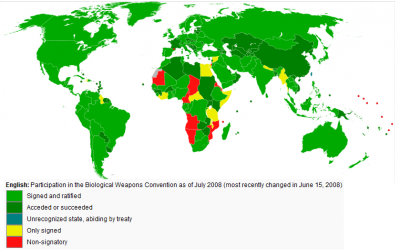 English: Participation in the Biological Weapons Convention as of July 2008 (most recently changed in June 15, 2008)
Signed and ratified
Acceded or succeeded
Unrecognized state, abiding by treaty
Only signed
Non-signatory